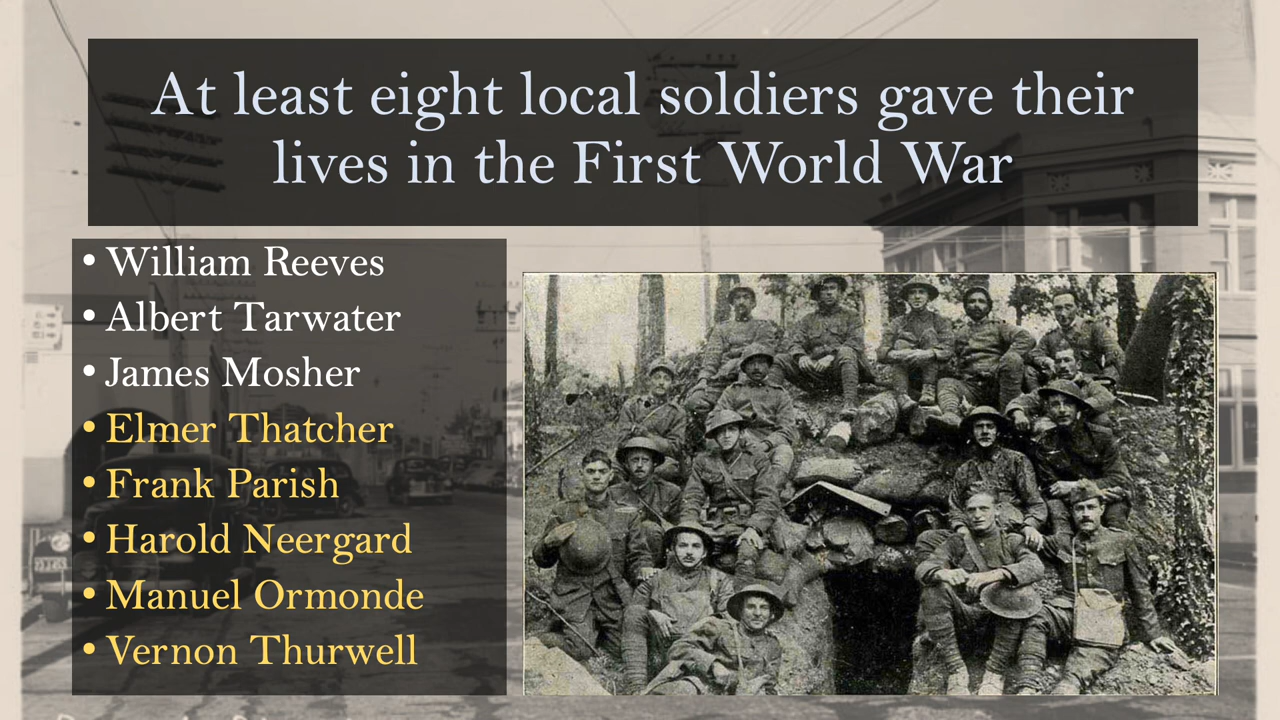 At least eight local soldiers gave their
lives in the First World War
• William Reeves
• Albert Tarwater
• James Mosher
• Elmer Thatcher
• Frank Parish
• Harold Neergard
• Manuel Ormonde
• Vernon Thurwell